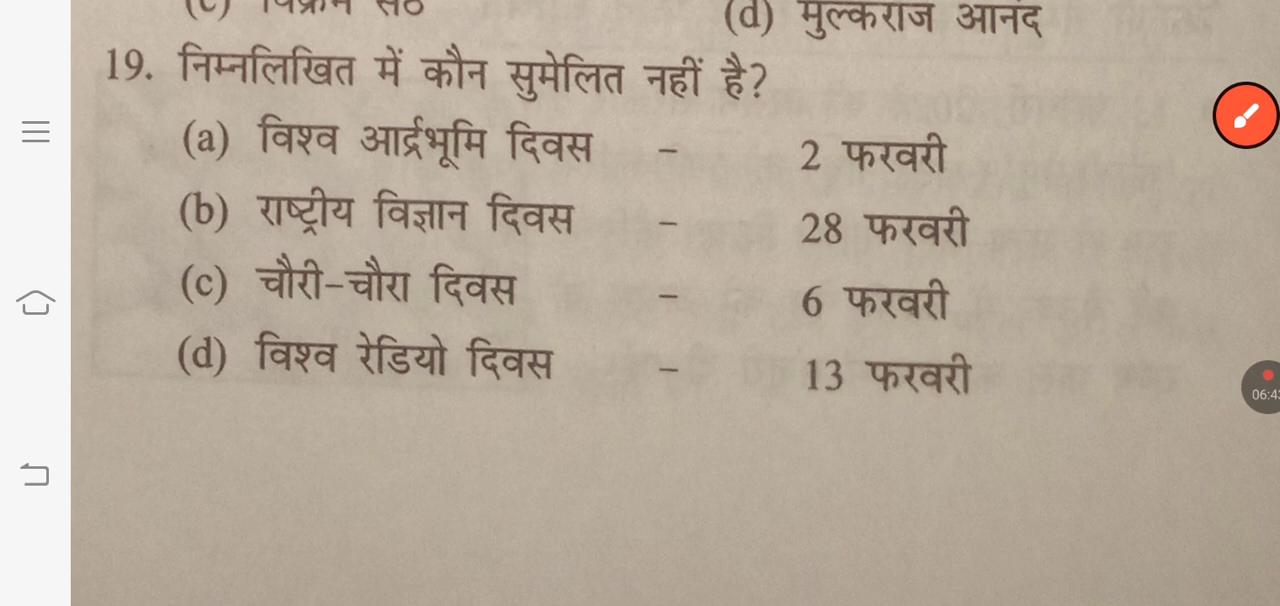 (c) विक्रम सेठ (d) मुल्कराज आनंद
19. निम्नलिखित में कौन सुमेलित नहीं है?
(a) विश्व आर्द्रभूमि दिवस - 2 फरवरी
(b) राष्ट्रीय विज्ञान दिवस - 28 फरवरी
(c) चौरी-चौरा दिवस - 6 फरवरी
(d) विश्व रेडियो दिवस - 13 फरवरी